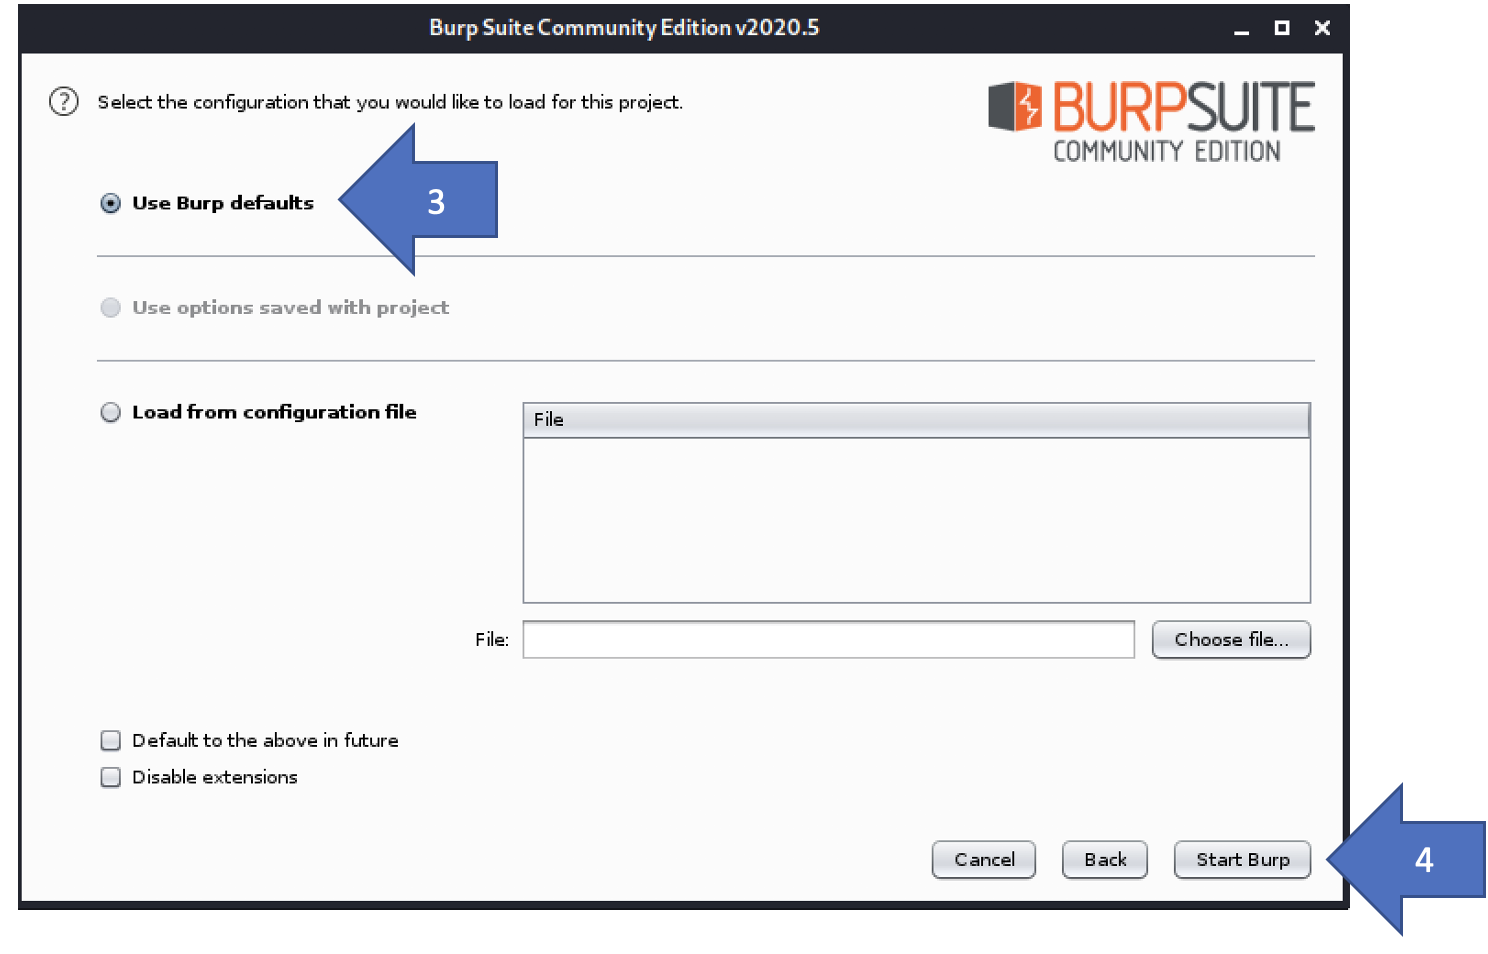 Burp Suite Community Edition v2020.5
Select the configuration that you would like to load for this project.
BURPSUITE
COMMUNITY EDITION
Use Burp defaults
3
Use options saved with project
Load from configuration file
File
File:
Choose file...
Default to the above in future
Disable extensions
Cancel
Back
Start Burp
4